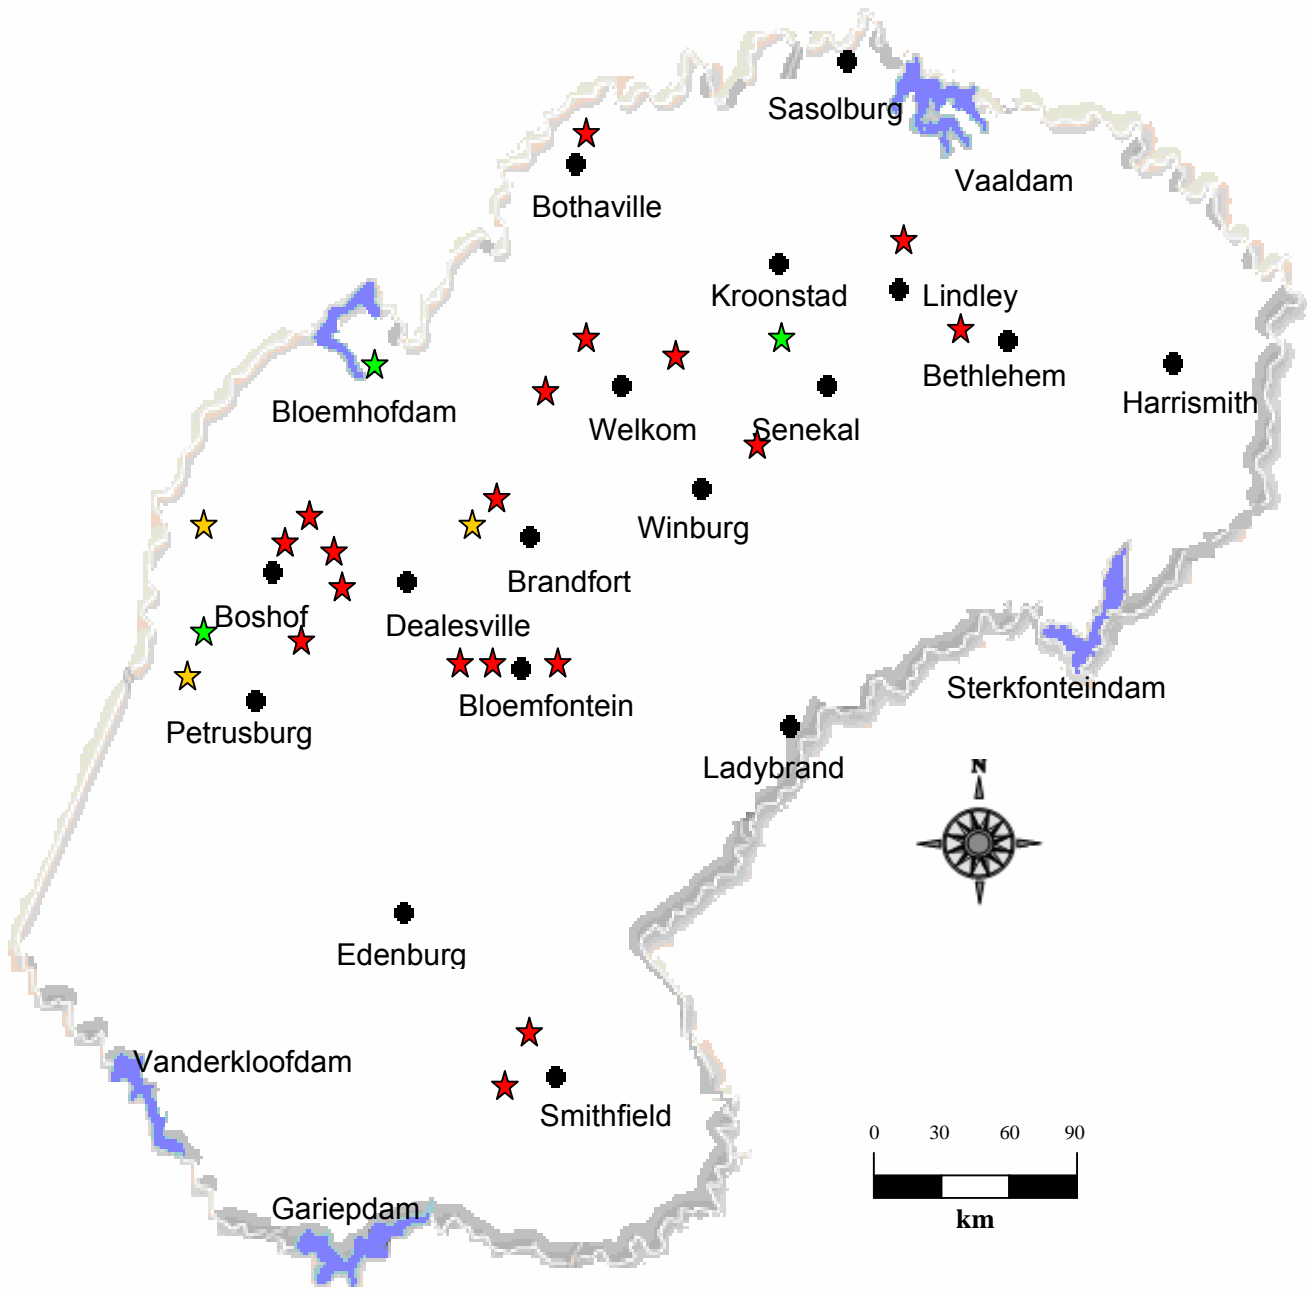 Sasolburg
Vaaldam
Bothaville
Kroonstad
Lindley
Bethlehem
Harrismith
Bloemhofdam
Welkom
Senekal
Winburg
Brandfort
Boshof
Dealesville
Sterkfonteindam
Bloemfontein
Petrusburg
Ladybrand
N
Edenburg
Vanderkloofdam
Smithfield
0 30 60 90
Gariepdam
km